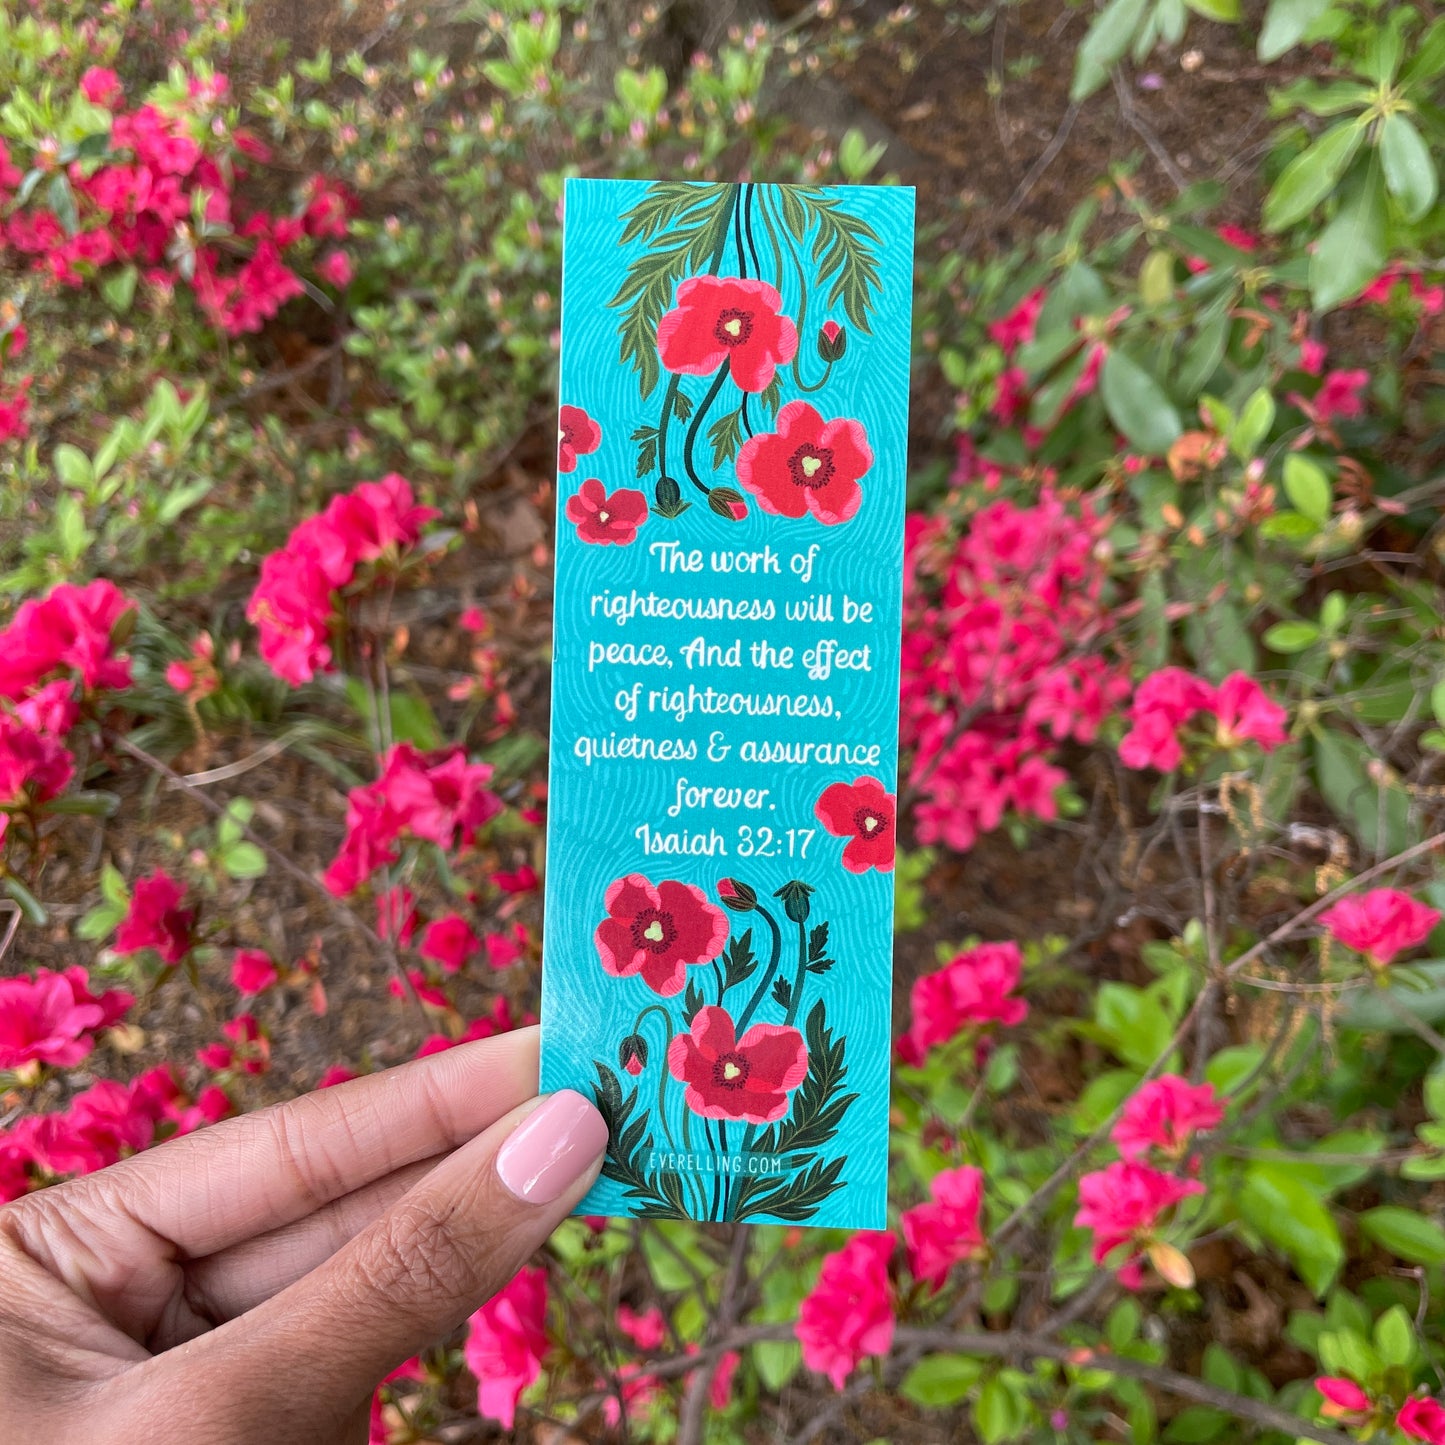 The work of
righteousness will be
peace, And the effect
of righteousness,
quietness & assurance
forever.
Isaiah 32:17
EVERELLING.COM